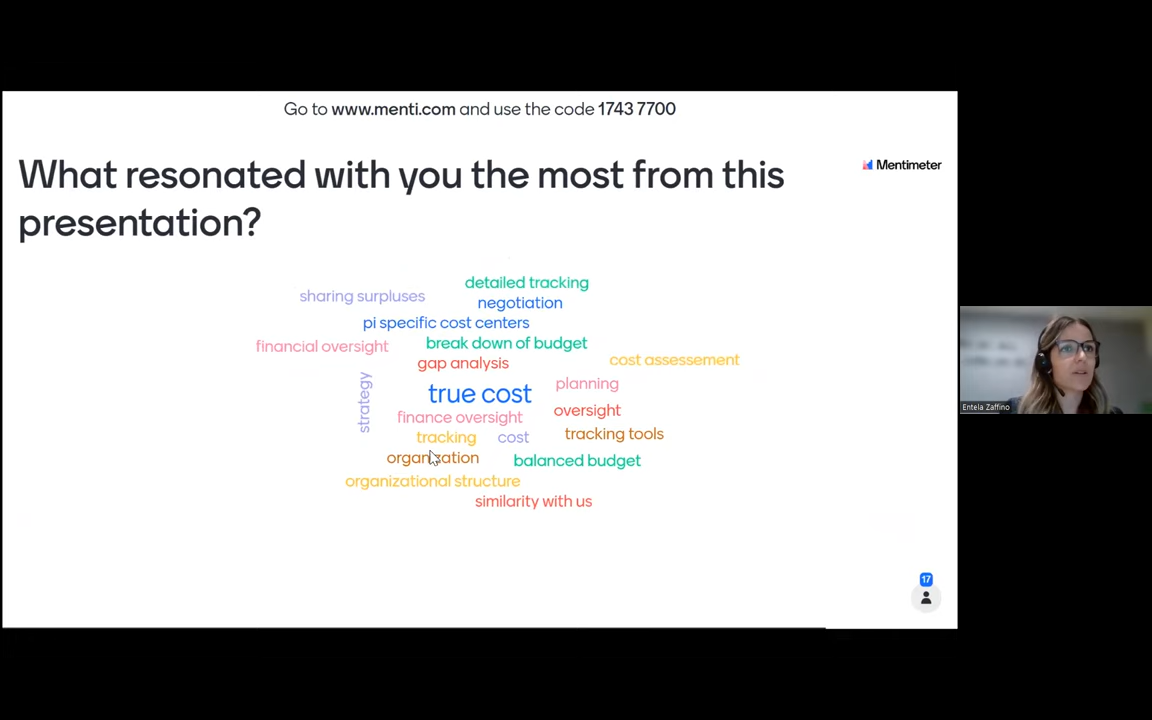 Go to www.menti.com and use the code 1743 7700
What resonated with you the most from this
presentation?
Mentimeter
detailed tracking
sharing surpluses
negotiation
pi specific cost centers
financial oversight
break down of budget
gap analysis
cost assessement
strategy
true cost
planning
finance oversight
oversight
tracking
cost
tracking tools
organization
balanced budget
organizational structure
similarity with us
17
Entela Zaffino